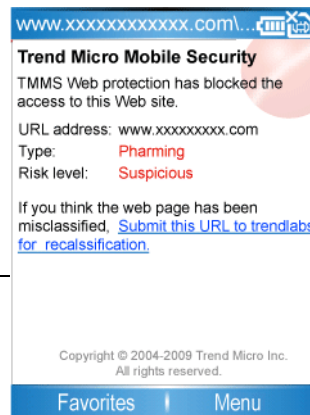 www.xxxxxxxxxxxx.com\...
Trend Micro Mobile Security
TMMS Web protection has blocked the
access to this Web site.
URL address: www.xxxxxxxxx.com
Type: Pharming
Risk level: Suspicious
If you think the web page has been
misclassified, Submit this URL to trendlabs
for recalssification.
Copyright © 2004-2009 Trend Micro Inc.
All rights reserved.
Favorites Menu